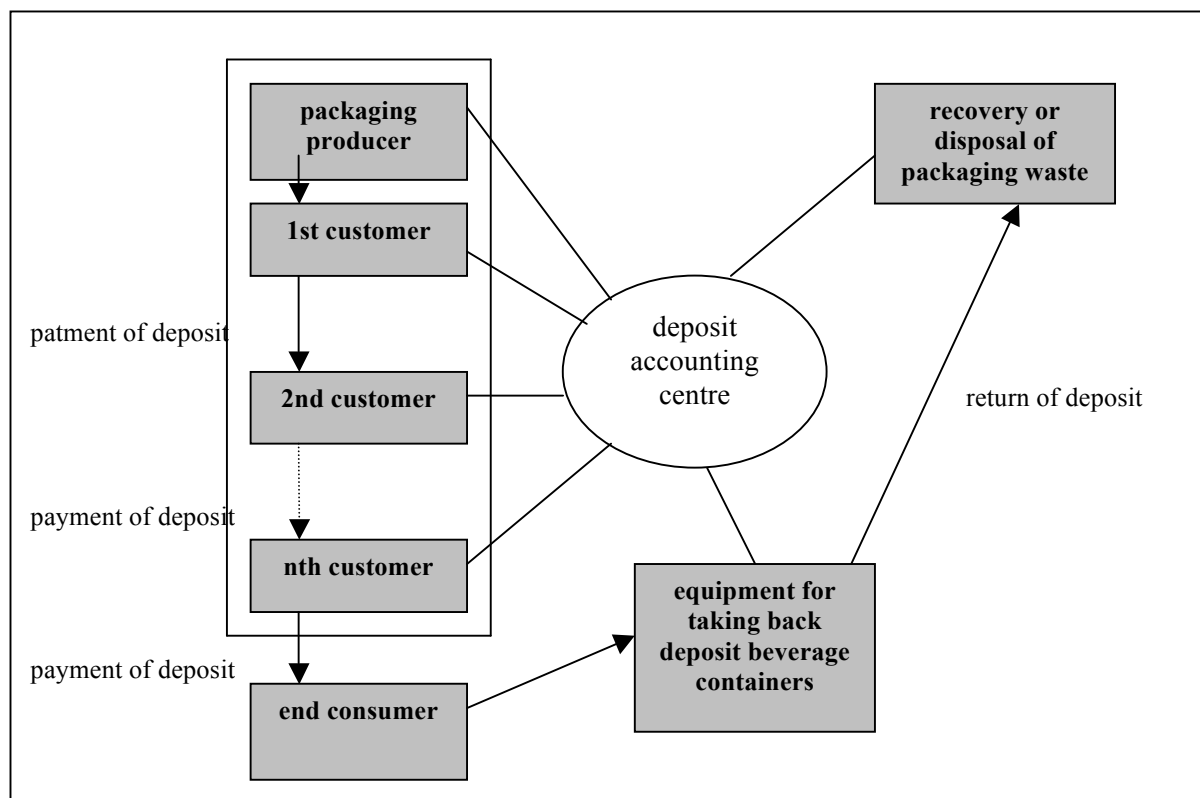 packaging
producer
1st customer
patment of deposit
2nd customer
payment of deposit
nth customer
payment of deposit
end consumer
deposit
accounting
centre
equipment for
taking back
deposit beverage
containers
return of deposit
recovery or
disposal of
packaging waste